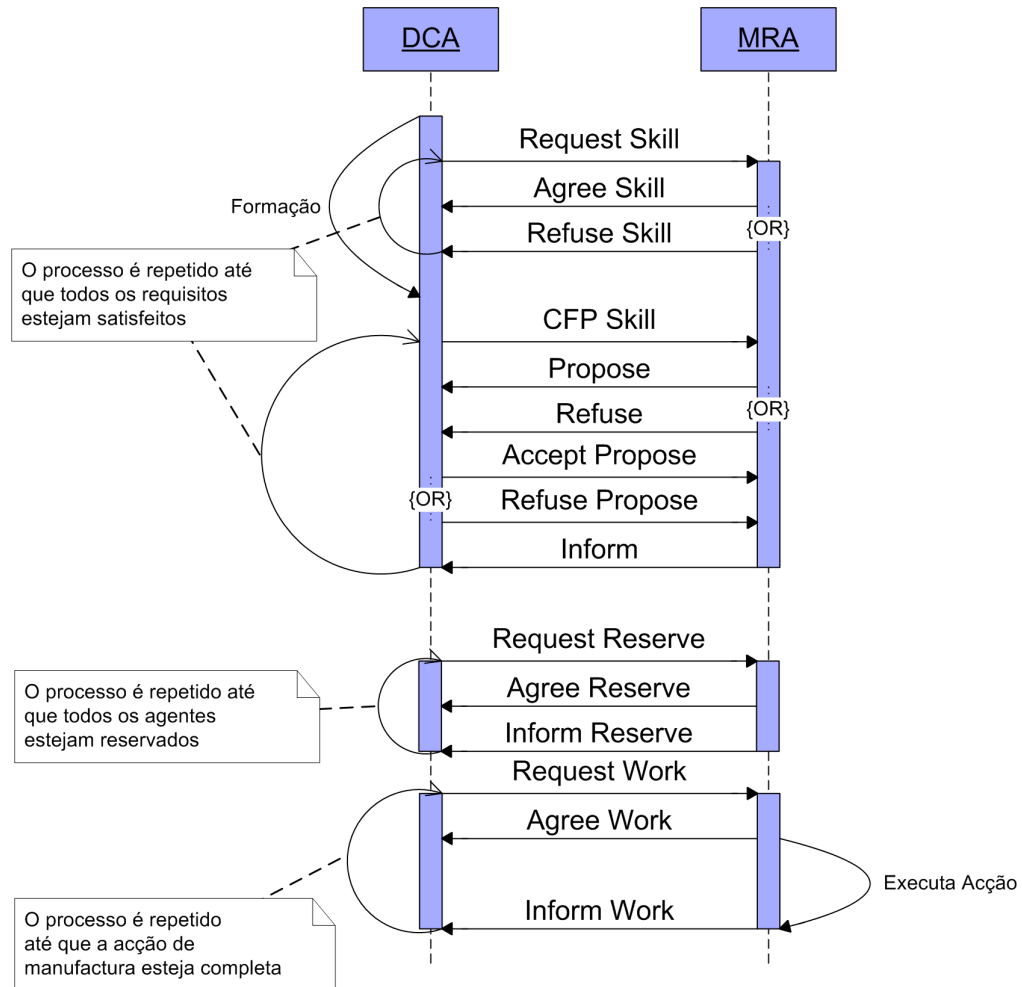 DCA
MRA
Request Skill
Agree Skill
Formação
{OR}
Refuse Skill
O processo é repetido até
que todos os requisitos
estejam satisfeitos
CFP Skill
Propose
{OR}
Refuse
Accept Propose
{OR}
Refuse Propose
Inform
Request Reserve
Agree Reserve
O processo é repetido até
que todos os agentes
estejam reservados
Inform Reserve
Request Work
Agree Work
Executa Acção
Inform Work
O processo é repetido
até que a acção de
manufactura esteja completa